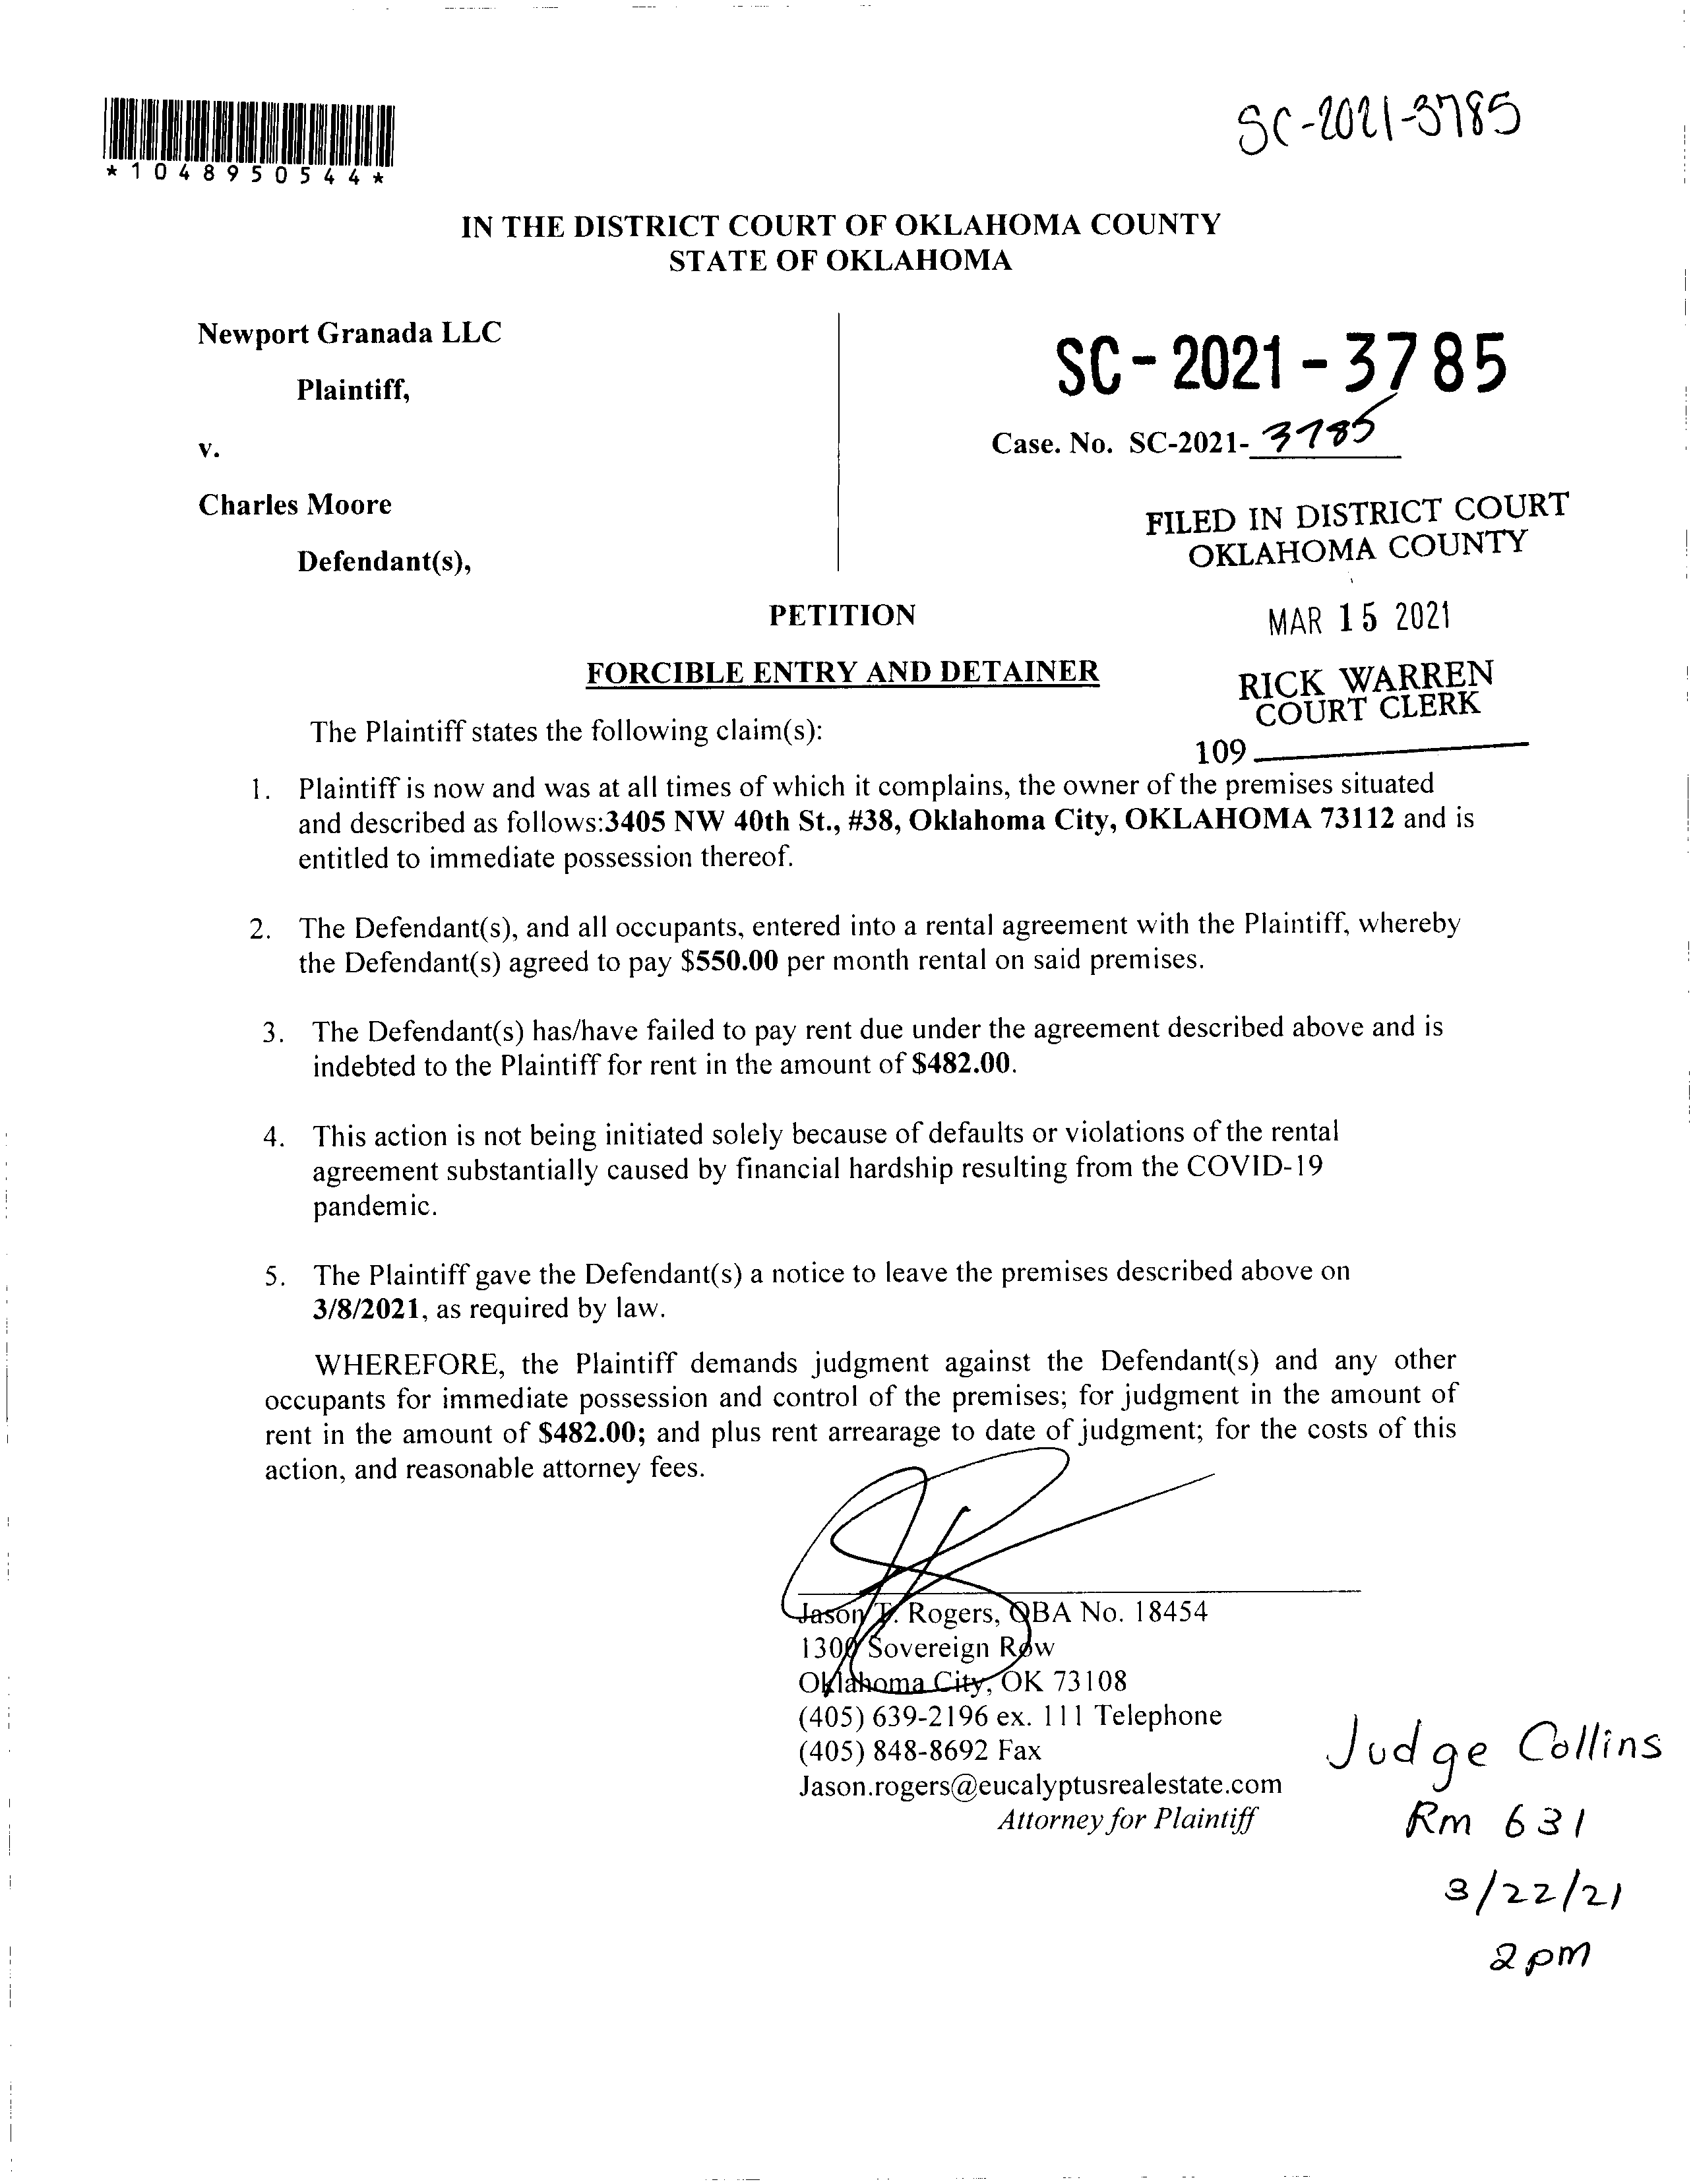 SC-2021-3785
*1048950544*
IN THE DISTRICT COURT OF OKLAHOMA COUNTY
STATE OF OKLAHOMA
Newport Granada LLC
Plaintiff,
v.
Charles Moore
Defendant(s),
SC-2021-3785
Case. No. SC-2021-3785
FILED IN DISTRICT COURT
OKLAHOMA COUNTY
MAR 15 2021
RICK WARREN
COURT CLERK
109
PETITION
FORCIBLE ENTRY AND DETAINER
The Plaintiff states the following claim(s):
1. Plaintiff is now and was at all times of which it complains, the owner of the premises situated
and described as follows:3405 NW 40th St., #38, Oklahoma City, OKLAHOMA 73112 and is
entitled to immediate possession thereof.
2. The Defendant(s), and all occupants, entered into a rental agreement with the Plaintiff, whereby
the Defendant(s) agreed to pay $550.00 per month rental on said premises.
3. The Defendant(s) has/have failed to pay rent due under the agreement described above and is
indebted to the Plaintiff for rent in the amount of $482.00.
4. This action is not being initiated solely because of defaults or violations of the rental
agreement substantially caused by financial hardship resulting from the COVID-19
pandemic.
5. The Plaintiff gave the Defendant(s) a notice to leave the premises described above on
3/8/2021, as required by law.
WHEREFORE, the Plaintiff demands judgment against the Defendant(s) and any other
occupants for immediate possession and control of the premises; for judgment in the amount of
rent in the amount of $482.00; and plus rent arrearage to date of judgment; for the costs of this
action, and reasonable attorney fees.
Jason T. Rogers, OBA No. 18454
1300 Sovereign Row
Oklahoma City, OK 73108
(405) 639-2196 ex. 111 Telephone
(405) 848-8692 Fax
Jason.rogers@eucalyptusrealestate.com
Attorney for Plaintiff
Judge Collins
Rm 631
3/22/21
2pm